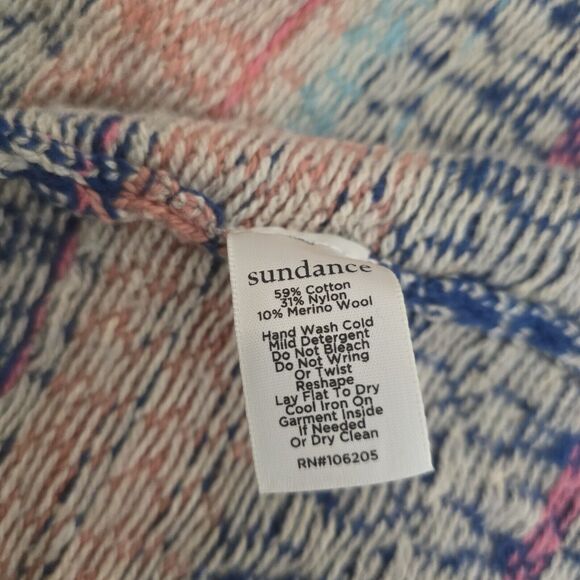 sundance
59% Cotton
31% Nylon
10% Merino Wool
Hand Wash Cold
Mild Detergent
Do Not Bleach
Do Not Wring
Or Twist
Reshape
Lay Flat To Dry
Cool Iron On
Garment Inside
If Needed
Or Dry Clean
RN#106205